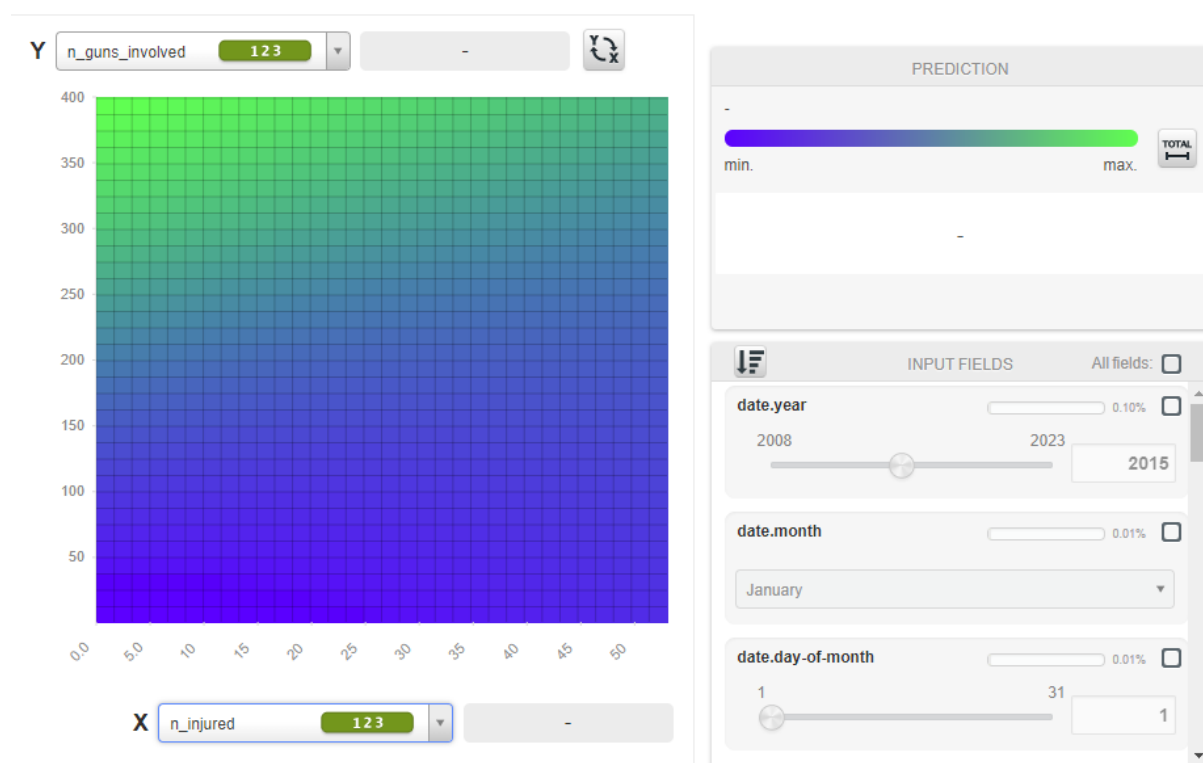 Y n_guns_involved 123 -
Y X
400
350
300
250
200
150
100
50
0.0 5.0 10 15 20 25 30 35 40 45 50
X n_injured 123 -
PREDICTION
-
min. max.
TOTAL
-
INPUT FIELDS All fields:
date.year 0.10%
2008 2023
2015
date.month 0.01%
January
date.day-of-month 0.01%
1 31
1